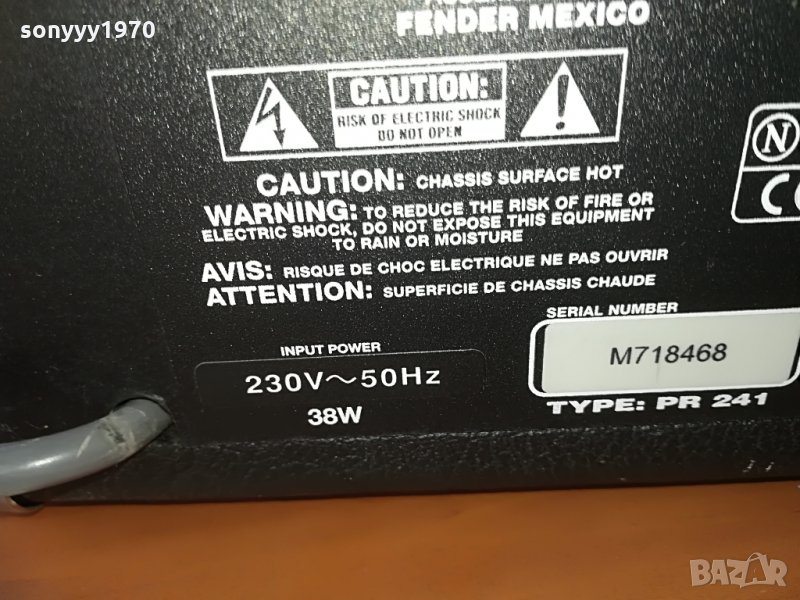 sonyyy1970
FENDER MEXICO
CAUTION:
RISK OF ELECTRIC SHOCK
DO NOT OPEN
N
CAUTION: CHASSIS SURFACE HOT
WARNING: TO REDUCE THE RISK OF FIRE OR
ELECTRIC SHOCK, DO NOT EXPOSE THIS EQUIPMENT
TO RAIN OR MOISTURE
AVIS: RISQUE DE CHOC ELECTRIQUE NE PAS OUVRIR
ATTENTION: SUPERFICIE DE CHASSIS CHAUDE
SERIAL NUMBER
M718468
TYPE: PR 241
INPUT POWER
230V~50Hz
38W
BAZAR